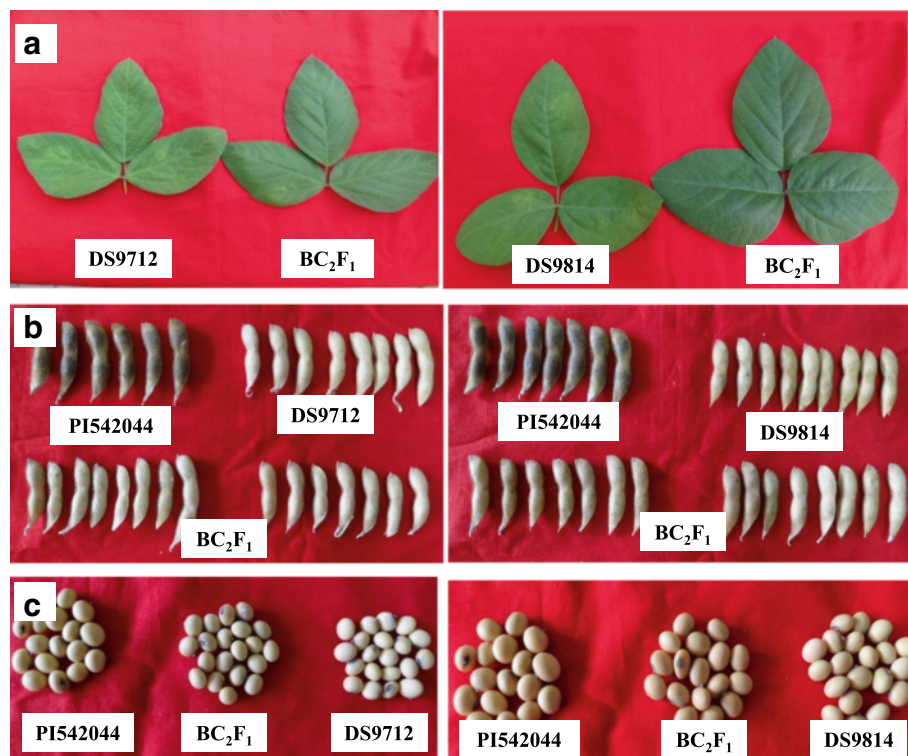 a
DS9712 BC₂F₁
DS9814 BC₂F₁
b
PI542044 DS9712
BC₂F₁
PI542044 DS9814
BC₂F₁
c
PI542044 BC₂F₁ DS9712
PI542044 BC₂F₁ DS9814